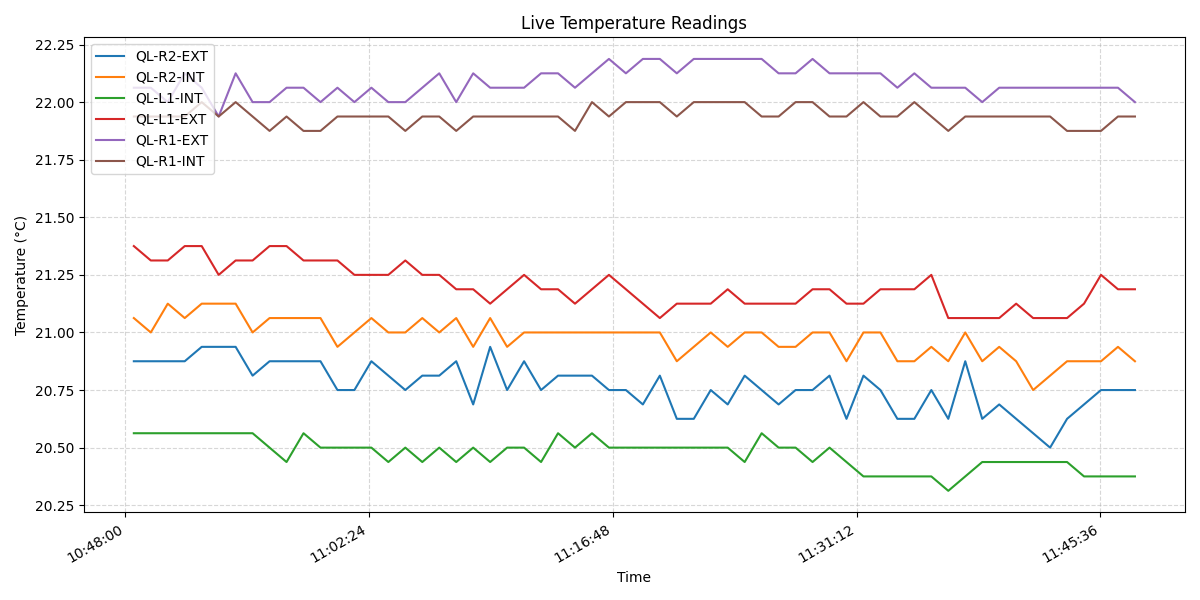 Live Temperature Readings
22.25
22.00
21.75
21.50
21.25
21.00
20.75
20.50
20.25
Temperature (°C)
QL-R2-EXT
QL-R2-INT
QL-L1-INT
QL-L1-EXT
QL-R1-EXT
QL-R1-INT
10:48:00
11:02:24
11:16:48
11:31:12
11:45:36
Time